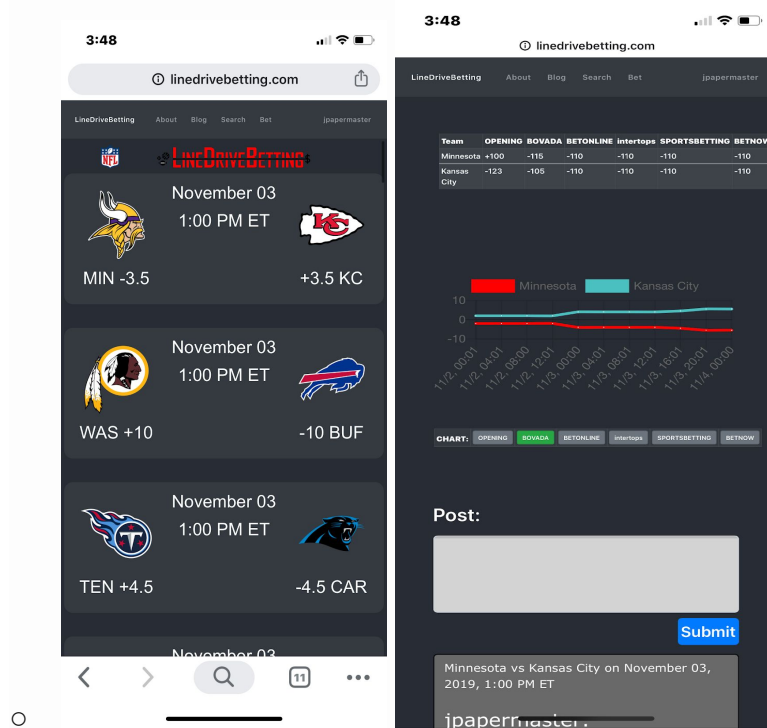 3:48
linedrivebetting.com
LineDriveBetting About Blog Search Bet jpapermaster
NFL LINEDRIVEBETTING
November 03
1:00 PM ET
MIN -3.5 +3.5 KC
November 03
1:00 PM ET
WAS +10 -10 BUF
November 03
1:00 PM ET
TEN +4.5 -4.5 CAR
November 03
11
3:48
linedrivebetting.com
LineDriveBetting About Blog Search Bet jpapermaster
Team OPENING BOVADA BETONLINE intertops SPORTSBETTING BETNOW
Minnesota +100 -115 -110 -110 -110 -110
Kansas City -123 -105 -110 -110 -110 -110
Minnesota Kansas City
10
0
-10
11/2, 00:01 11/2, 04:01 11/2, 08:00 11/2, 12:01 11/3, 00:00 11/3, 04:01 11/3, 08:01 11/3, 12:01 11/3, 16:01 11/3, 20:01 11/4, 00:00
CHART: OPENING BOVADA BETONLINE intertops SPORTSBETTING BETNOW
Post:
Submit
Minnesota vs Kansas City on November 03,
2019, 1:00 PM ET
jpapermaster: